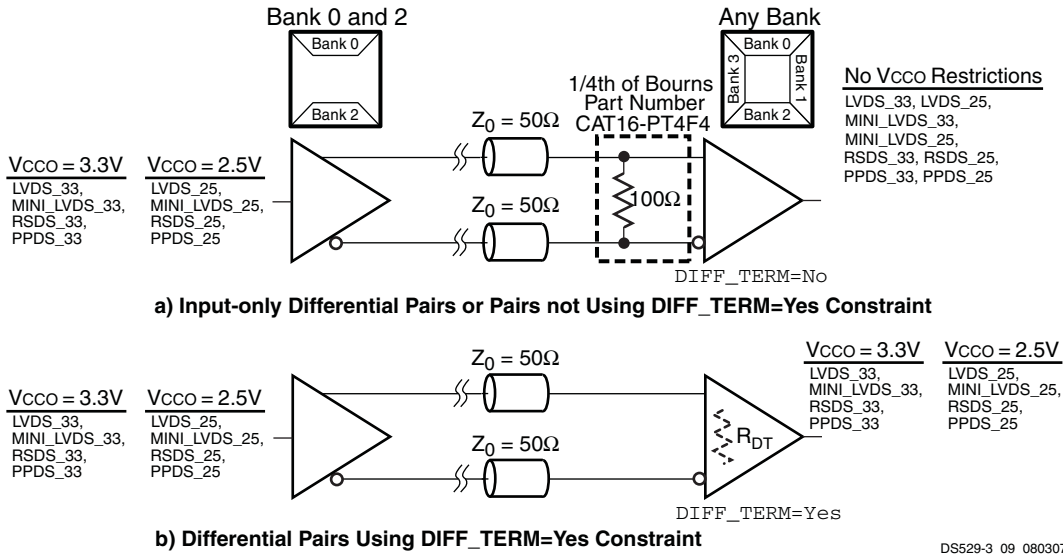 Bank 0 and 2
Bank 0
Bank 2
Any Bank
Bank 0
Bank 3
Bank 1
Bank 2
1/4th of Bourns
Part Number
CAT16-PT4F4
No VCCO Restrictions
LVDS_33, LVDS_25,
MINI_LVDS_33,
MINI_LVDS_25,
RSDS_33, RSDS_25,
PPDS_33, PPDS_25
VCCO = 3.3V
LVDS_33,
MINI_LVDS_33,
RSDS_33,
PPDS_33
VCCO = 2.5V
LVDS_25,
MINI_LVDS_25,
RSDS_25,
PPDS_25
Z0 = 50Ω
Z0 = 50Ω
100Ω
DIFF_TERM=No
a) Input-only Differential Pairs or Pairs not Using DIFF_TERM=Yes Constraint
VCCO = 3.3V
LVDS_33,
MINI_LVDS_33,
RSDS_33,
PPDS_33
VCCO = 2.5V
LVDS_25,
MINI_LVDS_25,
RSDS_25,
PPDS_25
Z0 = 50Ω
Z0 = 50Ω
RDT
DIFF_TERM=Yes
VCCO = 3.3V
LVDS_33,
MINI_LVDS_33,
RSDS_33,
PPDS_33
VCCO = 2.5V
LVDS_25,
MINI_LVDS_25,
RSDS_25,
PPDS_25
b) Differential Pairs Using DIFF_TERM=Yes Constraint
DS529-3_09_080307